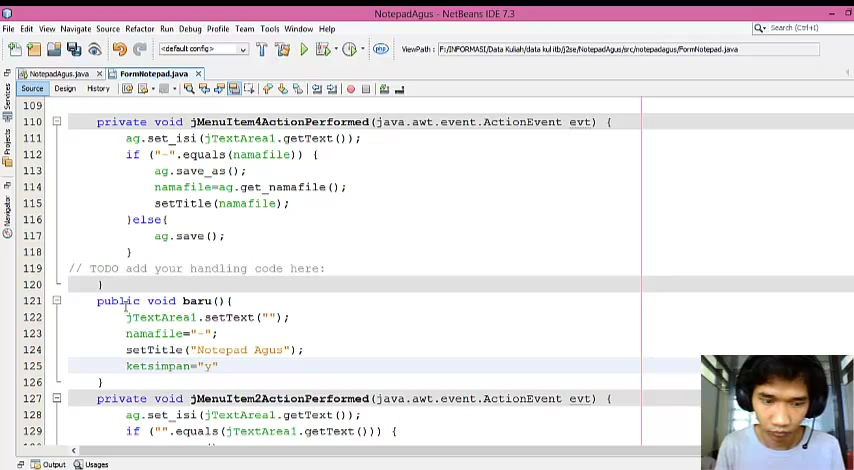 NotepadAgus - NetBeans IDE 7.3
File Edit View Navigate Source Refactor Run Debug Profile Team Tools Window Help
Search (Ctrl+I)
<default config>
ViewPath : F:/INFORMASI/Data Kuliah/data kul itb/j2se/NotepadAgus/src/notepadagus/FormNotepad.java
NotepadAgus.java
FormNotepad.java
Source Design History
Services
Projects
Navigator
109
110 private void jMenuItem4ActionPerformed(java.awt.event.ActionEvent evt) {
111 ag.set_isi(jTextArea1.getText());
112 if ("-".equals(namafile)) {
113 ag.save_as();
114 namafile=ag.get_namafile();
115 setTitle(namafile);
116 }else{
117 ag.save();
118 }
119 // TODO add your handling code here:
120 }
121 public void baru(){
122 jTextArea1.setText("");
123 namafile="-";
124 setTitle("Notepad Agus");
125 ketsimpan="y"
126 }
127 private void jMenuItem2ActionPerformed(java.awt.event.ActionEvent evt) {
128 ag.set_isi(jTextArea1.getText());
129 if ("".equals(jTextArea1.getText())) {
Output Usages